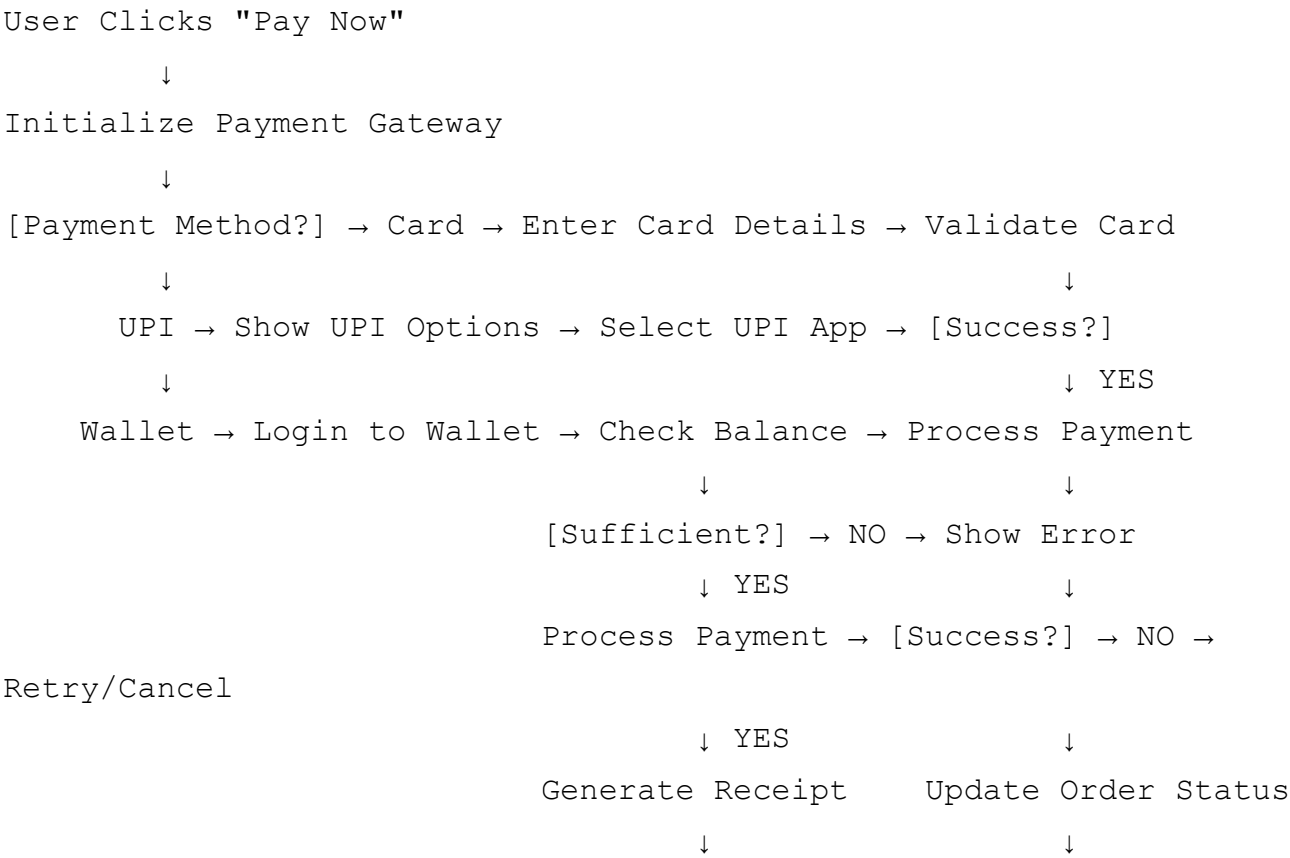 User Clicks "Pay Now"
↓
Initialize Payment Gateway
↓
[Payment Method?] → Card → Enter Card Details → Validate Card
↓ ↓
UPI → Show UPI Options → Select UPI App → [Success?]
↓ ↓ YES
Wallet → Login to Wallet → Check Balance → Process Payment
↓ ↓
[Sufficient?] → NO → Show Error
↓ YES ↓
Process Payment → [Success?] → NO →
Retry/Cancel
↓ YES ↓
Generate Receipt Update Order Status
↓ ↓